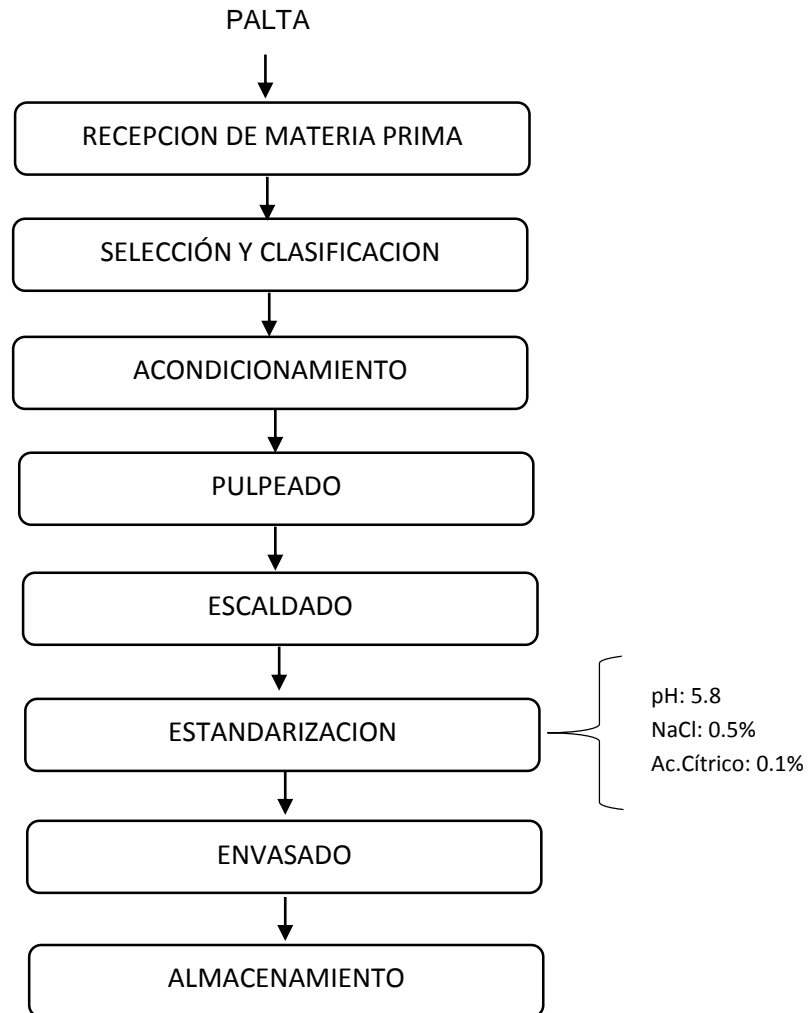 PALTA
RECEPCION DE MATERIA PRIMA
SELECCIÓN Y CLASIFICACION
ACONDICIONAMIENTO
PULPEADO
ESCALDADO
ESTANDARIZACION
pH: 5.8
NaCl: 0.5%
Ac.Cítrico: 0.1%
ENVASADO
ALMACENAMIENTO